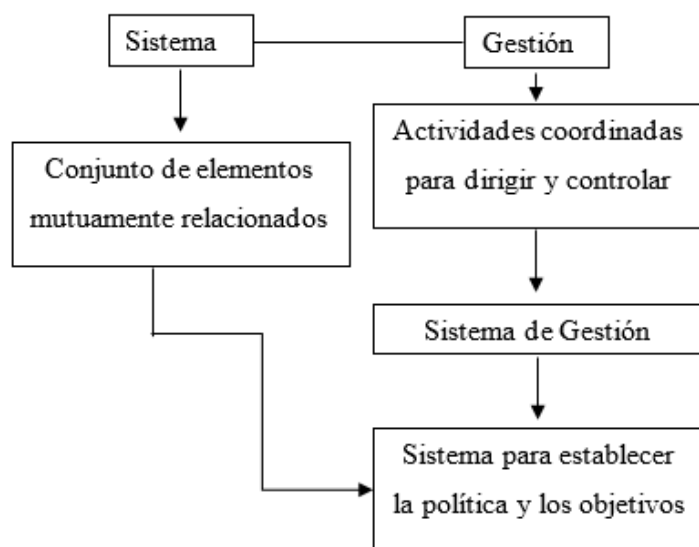 Sistema
Gestión
Actividades coordinadas
para dirigir y controlar
Conjunto de elementos
mutuamente relacionados
Sistema de Gestión
Sistema para establecer
la política y los objetivos